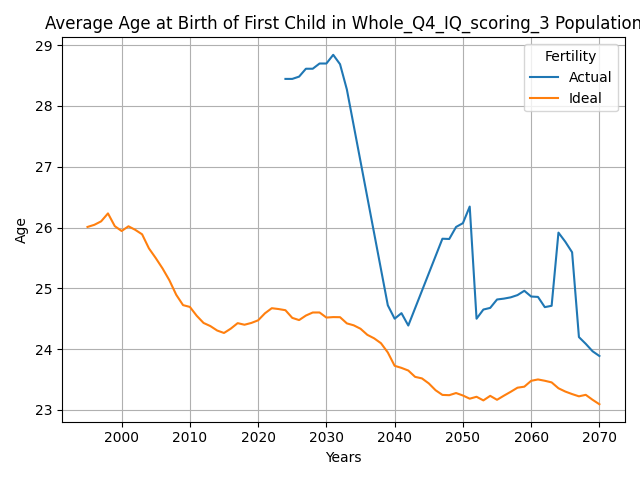 Average Age at Birth of First Child in Whole_Q4_IQ_scoring_3 Population
29
28
27
26
25
24
23
Age
Fertility
Actual
Ideal
2000 2010 2020 2030 2040 2050 2060 2070
Years